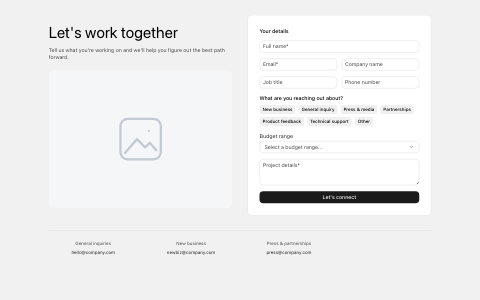 Let's work together
Tell us what you're working on and we'll help you figure out the best path
forward.
Your details
Full name*
Email*
Company name
Job title
Phone number
What are you reaching out about?
New business
General inquiry
Press & media
Partnerships
Product feedback
Technical support
Other
Budget range
Select a budget range...
Project details*
Let's connect
General inquiries
New business
Press & partnerships
hello@company.com
newbiz@company.com
press@company.com